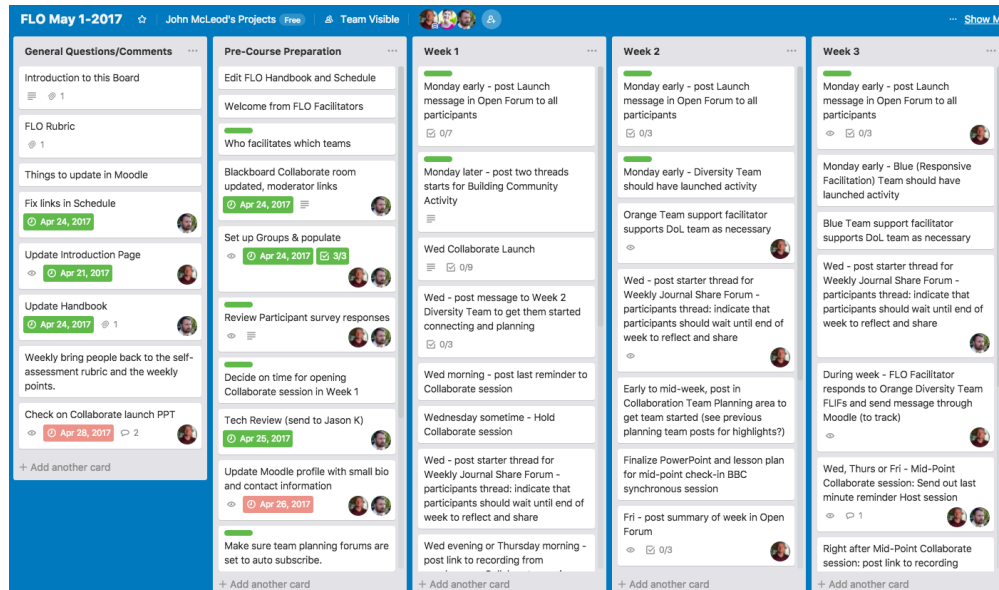 FLO May 1-2017
John McLeod's Projects Free
Team Visible
... Show M
General Questions/Comments
Introduction to this Board
1
FLO Rubric
1
Things to update in Moodle
Fix links in Schedule
Apr 24, 2017
Update Introduction Page
Apr 21, 2017
Update Handbook
Apr 24, 2017 1
Weekly bring people back to the self-
assessment rubric and the weekly
points.
Check on Collaborate launch PPT
Apr 28, 2017 2
+ Add another card
Pre-Course Preparation
Edit FLO Handbook and Schedule
Welcome from FLO Facilitators
Who facilitates which teams
Blackboard Collaborate room
updated, moderator links
Apr 24, 2017
Set up Groups & populate
Apr 24, 2017 3/3
Review Participant survey responses
Decide on time for opening
Collaborate session in Week 1
Tech Review (send to Jason K)
Apr 25, 2017
Update Moodle profile with small bio
and contact information
Apr 26, 2017
Make sure team planning forums are
set to auto subscribe.
+ Add another card
Week 1
Monday early - post Launch
message in Open Forum to all
participants
0/7
Monday later - post two threads
starts for Building Community
Activity
Wed Collaborate Launch
0/9
Wed - post message to Week 2
Diversity Team to get them started
connecting and planning
0/3
Wed morning - post last reminder to
Collaborate session
Wednesday sometime - Hold
Collaborate session
Wed - post starter thread for
Weekly Journal Share Forum -
participants thread: indicate that
participants should wait until end of
week to reflect and share
Wed evening or Thursday morning -
post link to recording from
+ Add another card
Week 2
Monday early - post Launch
message in Open Forum to all
participants
0/3
Monday early - Diversity Team
should have launched activity
Orange Team support facilitator
supports DoL team as necessary
Wed - post starter thread for
Weekly Journal Share Forum -
participants thread: indicate that
participants should wait until end of
week to reflect and share
Early to mid-week, post in
Collaboration Team Planning area to
get team started (see previous
planning team posts for highlights?)
Finalize PowerPoint and lesson plan
for mid-point check-in BBC
synchronous session
Fri - post summary of week in Open
Forum
0/3
+ Add another card
Week 3
Monday early - post Launch
message in Open Forum to all
participants
0/3
Monday early - Blue (Responsive
Facilitation) Team should have
launched activity
Blue Team support facilitator
supports DoL team as necessary
Wed - post starter thread for
Weekly Journal Share Forum -
participants thread: indicate that
participants should wait until end of
week to reflect and share
During week - FLO Facilitator
responds to Orange Diversity Team
FLIFs and send message through
Moodle (to track)
Wed, Thurs or Fri - Mid-Point
Collaborate session: Send out last
minute reminder Host session
1
Right after Mid-Point Collaborate
session: post link to recording
+ Add another card